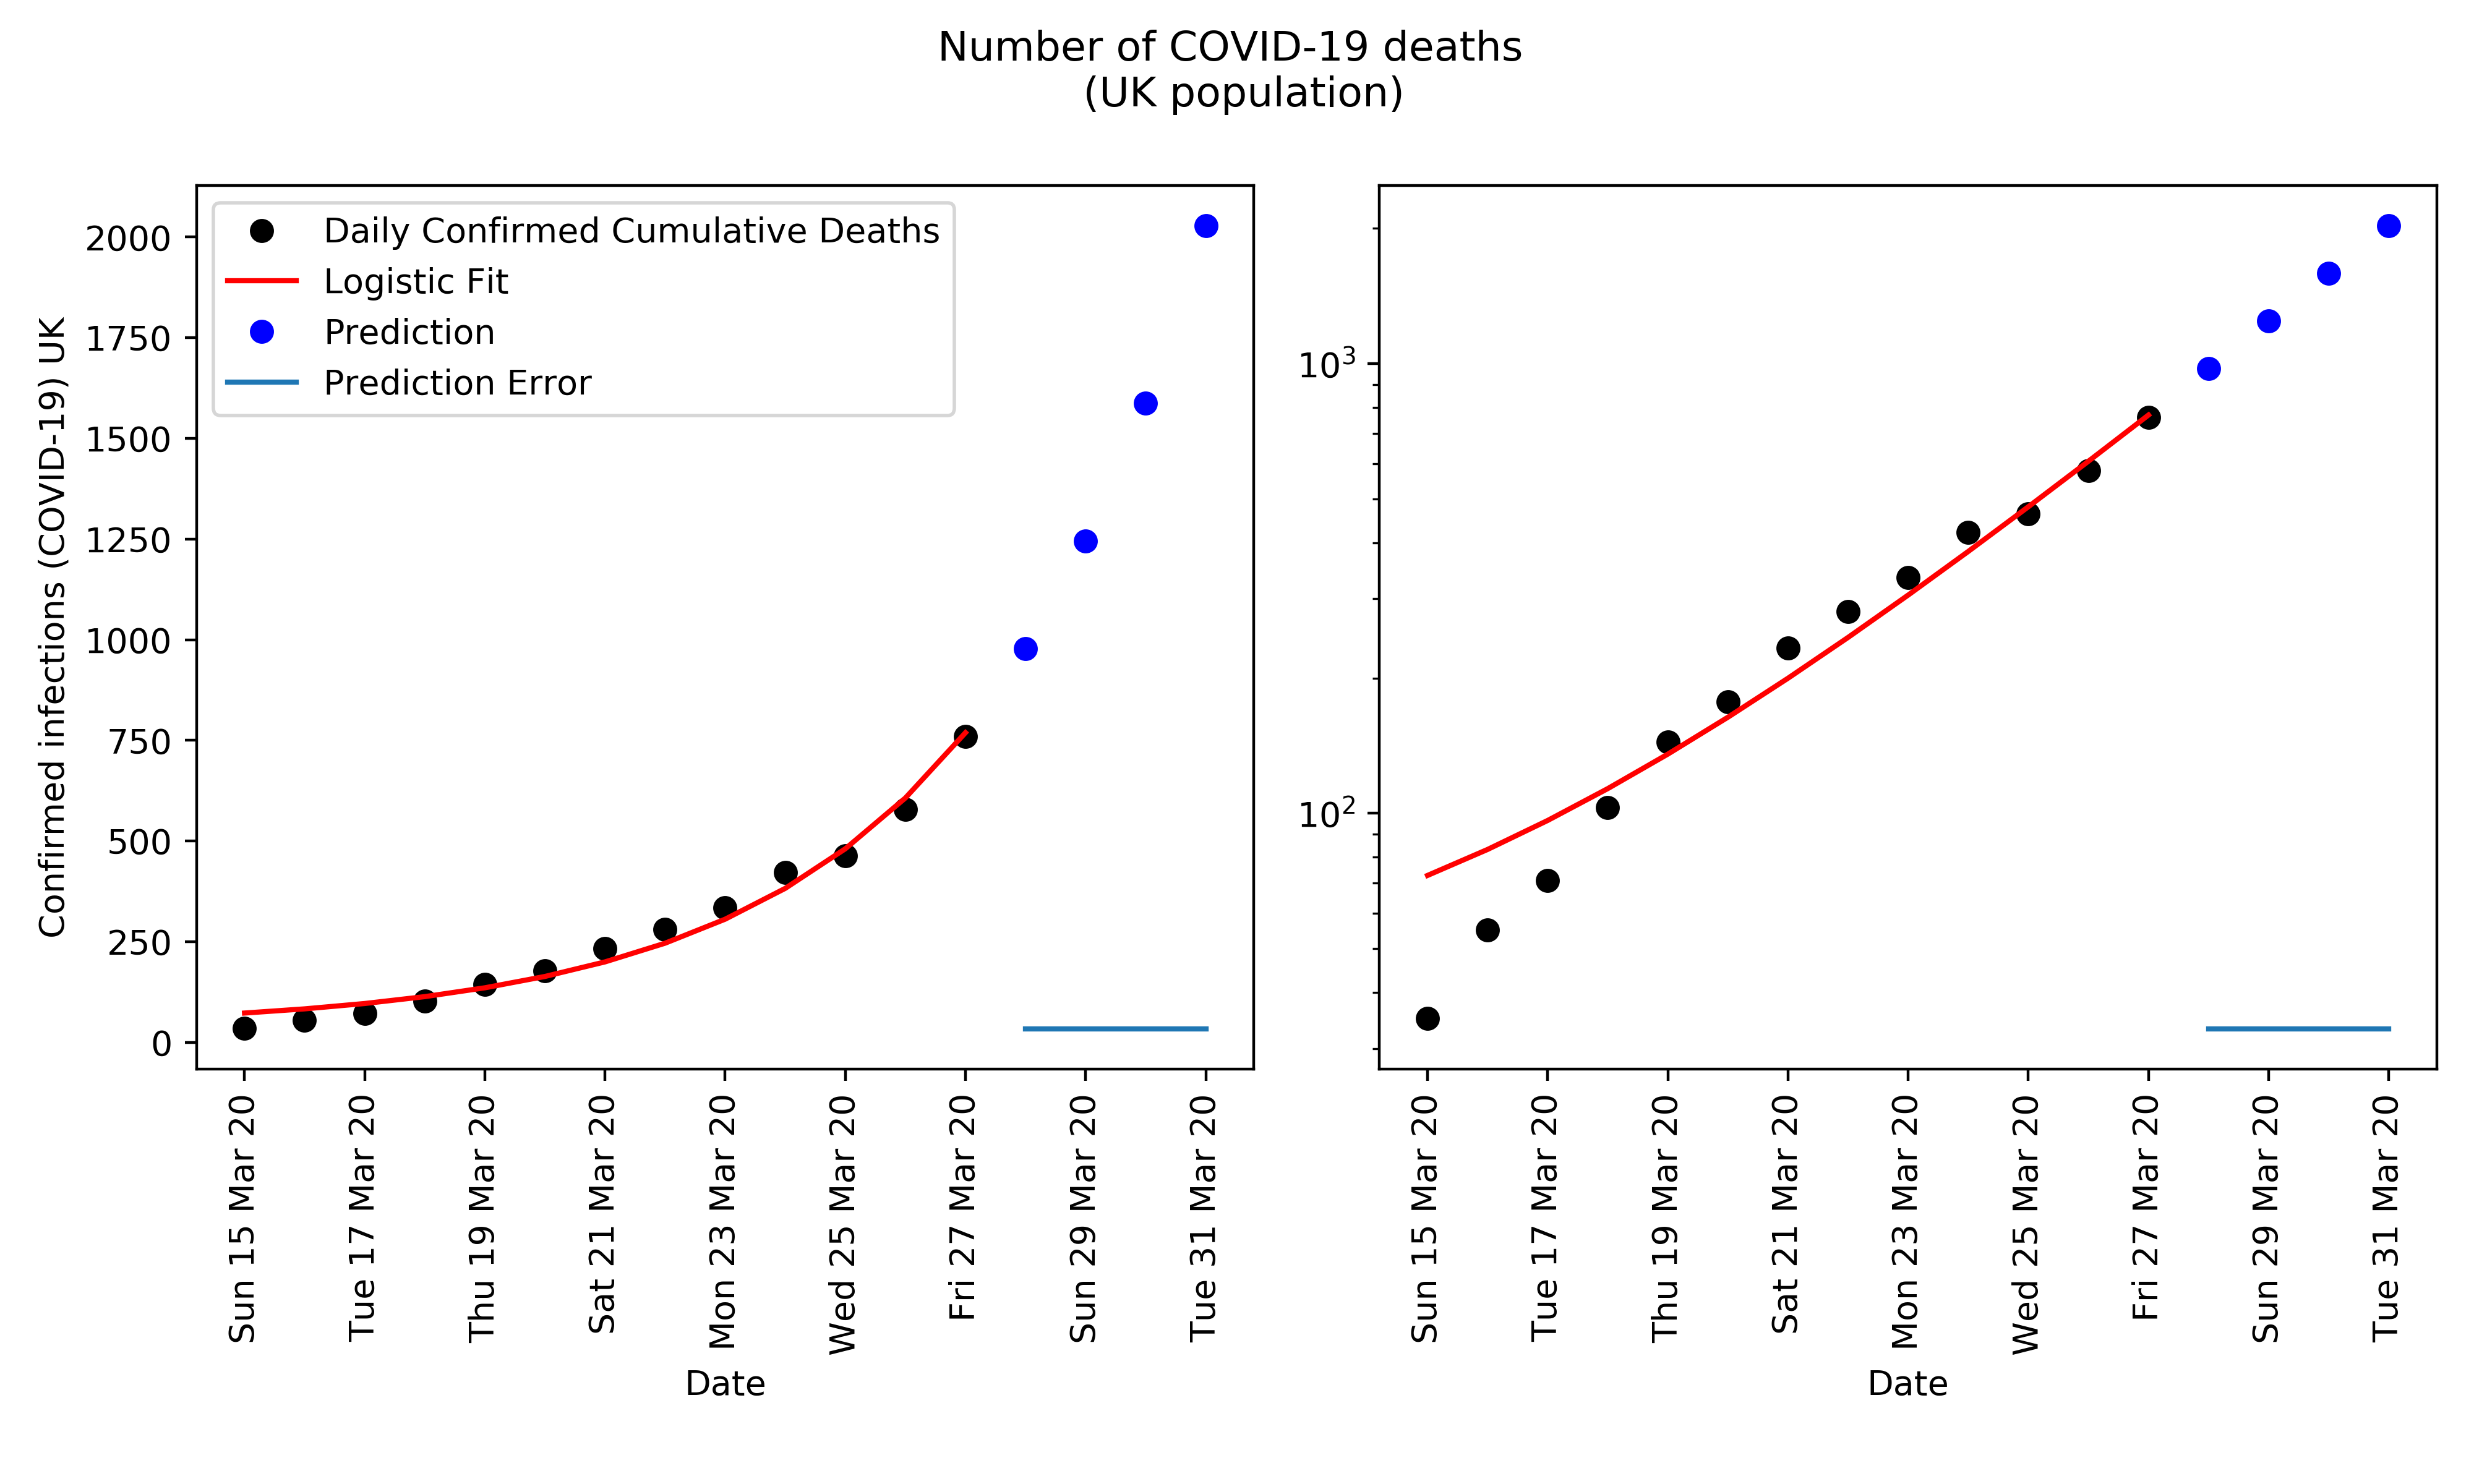 Number of COVID-19 deaths
(UK population)
Confirmed infections (COVID-19) UK
2000
1750
1500
1250
1000
750
500
250
0
Daily Confirmed Cumulative Deaths
Logistic Fit
Prediction
Prediction Error
Sun 15 Mar 20
Tue 17 Mar 20
Thu 19 Mar 20
Sat 21 Mar 20
Mon 23 Mar 20
Wed 25 Mar 20
Fri 27 Mar 20
Sun 29 Mar 20
Tue 31 Mar 20
Date
10³
10²
Sun 15 Mar 20
Tue 17 Mar 20
Thu 19 Mar 20
Sat 21 Mar 20
Mon 23 Mar 20
Wed 25 Mar 20
Fri 27 Mar 20
Sun 29 Mar 20
Tue 31 Mar 20
Date